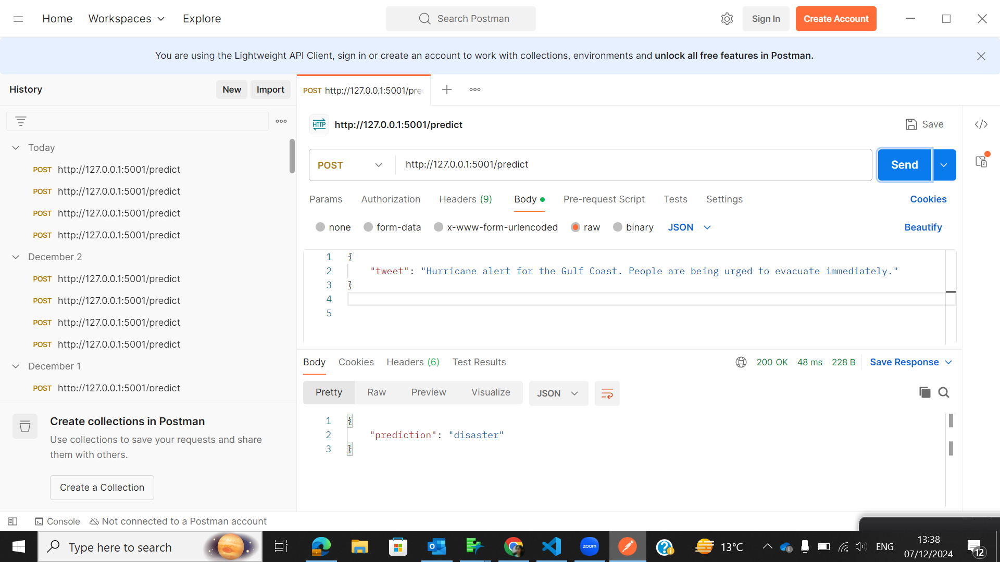 Home Workspaces Explore Search Postman Sign In Create Account
You are using the Lightweight API Client, sign in or create an account to work with collections, environments and unlock all free features in Postman.
History New Import
POST http://127.0.0.1:5001/pre
Today
POST http://127.0.0.1:5001/predict
POST http://127.0.0.1:5001/predict
POST http://127.0.0.1:5001/predict
POST http://127.0.0.1:5001/predict
December 2
POST http://127.0.0.1:5001/predict
POST http://127.0.0.1:5001/predict
POST http://127.0.0.1:5001/predict
POST http://127.0.0.1:5001/predict
December 1
POST http://127.0.0.1:5001/predict
Create collections in Postman
Use collections to save your requests and share
them with others.
Create a Collection
HTTP http://127.0.0.1:5001/predict Save
POST http://127.0.0.1:5001/predict Send
Params Authorization Headers (9) Body Pre-request Script Tests Settings Cookies
none form-data x-www-form-urlencoded raw binary JSON Beautify
1 {
2 "tweet": "Hurricane alert for the Gulf Coast. People are being urged to evacuate immediately."
3 }
4
5
Body Cookies Headers (6) Test Results 200 OK 48 ms 228 B Save Response
Pretty Raw Preview Visualize JSON
1 {
2 "prediction": "disaster"
3 }
Console Not connected to a Postman account
Type here to search zoom 13°C ENG 13:38
07/12/2024 12